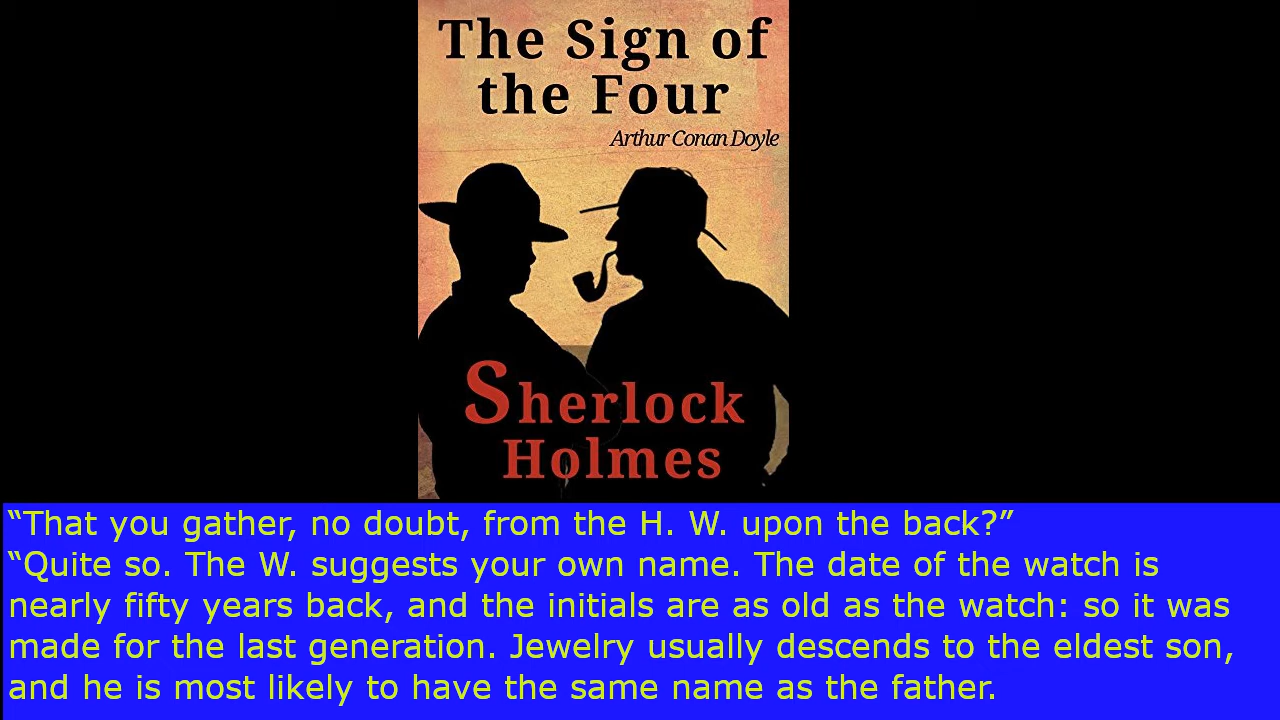 The Sign of
the Four
Arthur Conan Doyle
Sherlock
Holmes
“That you gather, no doubt, from the H. W. upon the back?”
“Quite so. The W. suggests your own name. The date of the watch is
nearly fifty years back, and the initials are as old as the watch: so it was
made for the last generation. Jewelry usually descends to the eldest son,
and he is most likely to have the same name as the father.